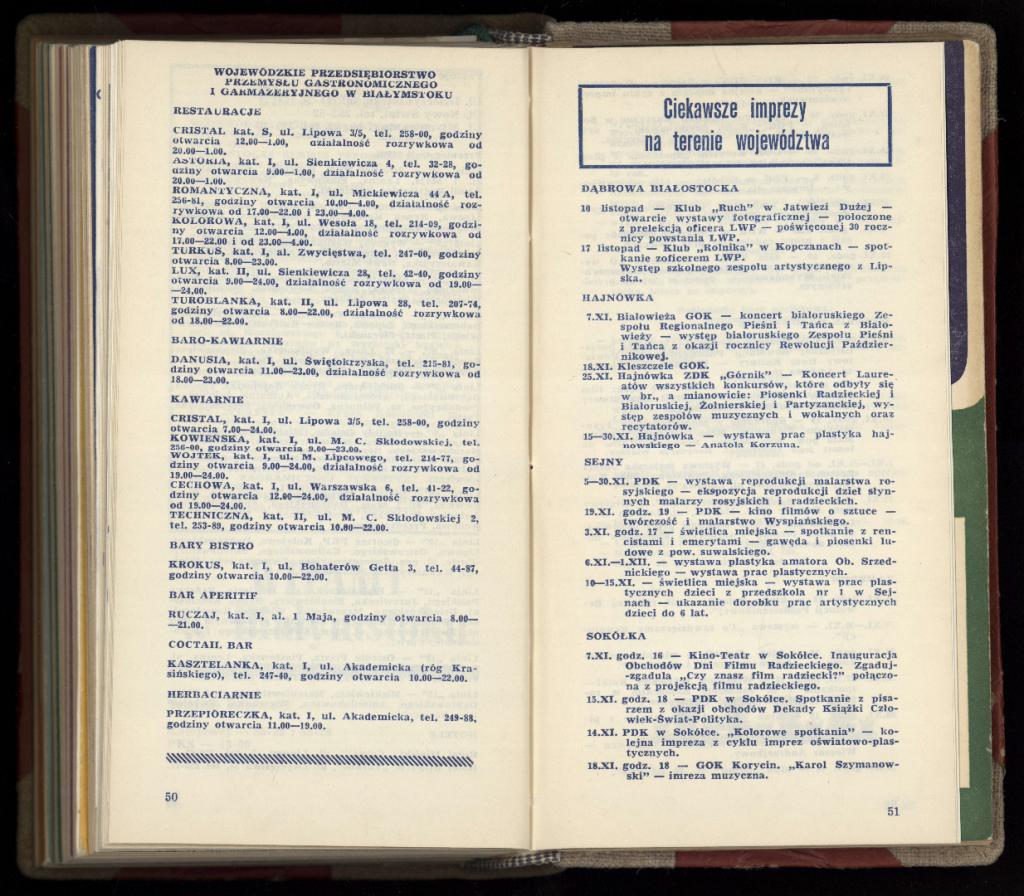 WOJEWÓDZKIE PRZEDSIĘBIORSTWO
PRZEMYSŁU GASTRONOMICZNEGO
I GARMAŻERYJNEGO W BIAŁYMSTOKU
RESTAURACJE
CRISTAL kat. S, ul. Lipowa 3/5, tel. 258-00, godziny
otwarcia 12.00—1.00, działalność rozrywkowa od
20.00—1.00.
ASTORIA, kat. I, ul. Sienkiewicza 4, tel. 32-28, go-
dziny otwarcia 9.00—1.00, działalność rozrywkowa od
20.00—1.00.
ROMANTYCZNA, kat. I, ul. Mickiewicza 44 A, tel.
256-81, godziny otwarcia 10.00—4.00, działalność roz-
rywkowa od 17.00—22.00 i 23.00—4.00.
KOLOROWA, kat. I, ul. Wesoła 18, tel. 214-09, godzi-
ny otwarcia 12.00—4.00, działalność rozrywkowa od
17.00—22.00 i od 23.00—4.00.
TURKUS, kat. I, al. Zwycięstwa, tel. 247-00, godziny
otwarcia 8.00—23.00.
LUX, kat. II, ul. Sienkiewicza 28, tel. 42-40, godziny
otwarcia 9.00—24.00, działalność rozrywkowa od 19.00—
—24.00.
TUROBLANKA, kat. II, ul. Lipowa 28, tel. 207-74,
godziny otwarcia 8.00—22.00, działalność rozrywkowa
od 18.00—22.00.
BARO-KAWIARNIE
DANUSIA, kat. I, ul. Świętokrzyska, tel. 215-81, go-
dziny otwarcia 11.00—23.00, działalność rozrywkowa od
18.00—23.00.
KAWIARNIE
CRISTAL, kat. I, ul. Lipowa 3/5, tel. 258-00, godziny
otwarcia 7.00—24.00.
KOWIEŃSKA, kat. I, ul. M. C. Skłodowskiej, tel.
256-00, godziny otwarcia 9.00—23.00.
WOJTEK, kat. I, ul. M. Lipcowego, tel. 214-77, go-
dziny otwarcia 9.00—24.00, działalność rozrywkowa od
19.00—24.00.
CECHOWA, kat. I, ul. Warszawska 6, tel. 41-22, go-
dziny otwarcia 12.00—24.00, działalność rozrywkowa
od 19.00—24.00.
TECHNICZNA, kat. II, ul. M. C. Skłodowskiej 2,
tel. 253-89, godziny otwarcia 10.00—22.00.
BARY BISTRO
KROKUS, kat. I, ul. Bohaterów Getta 3, tel. 44-87,
godziny otwarcia 10.00—22.00.
BAR APERITIF
RUCZAJ, kat. I, al. 1 Maja, godziny otwarcia 8.00—
—21.00.
COCTAIL BAR
KASZTELANKA, kat. I, ul. Akademicka (róg Kra-
sińskiego), tel. 247-40, godziny otwarcia 10.00—22.00.
HERBACIARNIE
PRZEPIÓRECZKA, kat. I, ul. Akademicka, tel. 249-88,
godziny otwarcia 11.00—19.00.
50
Ciekawsze imprezy
na terenie województwa
DĄBROWA BIAŁOSTOCKA
10 listopad — Klub „Ruch” w Jatwiezi Dużej —
otwarcie wystawy fotograficznej — połoczone
z prelekcją oficera LWP — poświęconej 30 rocz-
nicy powstania LWP.
17 listopad — Klub „Rolnika” w Kopczanach — spot-
kanie zoficerem LWP.
Występ szkolnego zespołu artystycznego z Lip-
ska.
HAJNÓWKA
7.XI. Białowieża GOK — koncert białoruskiego Ze-
społu Regionalnego Pieśni i Tańca z Biało-
wieży — występ białoruskiego Zespołu Pieśni
i Tańca z okazji rocznicy Rewolucji Paździer-
nikowej.
18.XI. Kleszczele GOK.
25.XI. Hajnówka ZDK „Górnik” — Koncert Laure-
atów wszystkich konkursów, które odbyły się
w br., a mianowicie: Piosenki Radzieckiej i
Białoruskiej, Żołnierskiej i Partyzanckiej, wy-
stęp zespołów muzycznych i wokalnych oraz
recytatorów.
15—30.XI. Hajnówka — wystawa prac plastyka haj-
nowskiego — Anatola Korzuna.
SEJNY
5—30.XI. PDK — wystawa reprodukcji malarstwa ro-
syjskiego — ekspozycja reprodukcji dzieł słyn-
nych malarzy rosyjskich i radzieckich.
19.XI. godz. 19 — PDK — kino filmów o sztuce —
twórczość i malarstwo Wyspiańskiego.
3.XI. godz. 17 — świetlica miejska — spotkanie z ren-
cistami i emerytami — gawęda i piosenki lu-
dowe z pow. suwalskiego.
6.XI.—1.XII. — wystawa plastyka amatora Ob. Srzed-
nickiego — wystawa prac plastycznych.
10—15.XI. — świetlica miejska — wystawa prac plas-
tycznych dzieci z przedszkola nr 1 w Sej-
nach — ukazanie dorobku prac artystycznych
dzieci do 6 lat.
SOKÓŁKA
7.XI. godz. 16 — Kino-Teatr w Sokółce. Inauguracja
Obchodów Dni Filmu Radzieckiego. Zgaduj-
-zgadula „Czy znasz film radziecki?” połączo-
na z projekcją filmu radzieckiego.
15.XI. godz. 18 — PDK w Sokółce. Spotkanie z pisa-
rzem z okazji obchodów Dekady Książki Czło-
wiek-Świat-Polityka.
14.XI. PDK w Sokółce. „Kolorowe spotkania” — ko-
lejna impreza z cyklu imprez oświatowo-plas-
tycznych.
18.XI. godz. 18 — GOK Korycin. „Karol Szymanow-
ski” — imreza muzyczna.
51